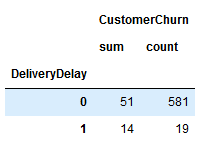 CustomerChurn
sum count
DeliveryDelay
0 51 581
1 14 19